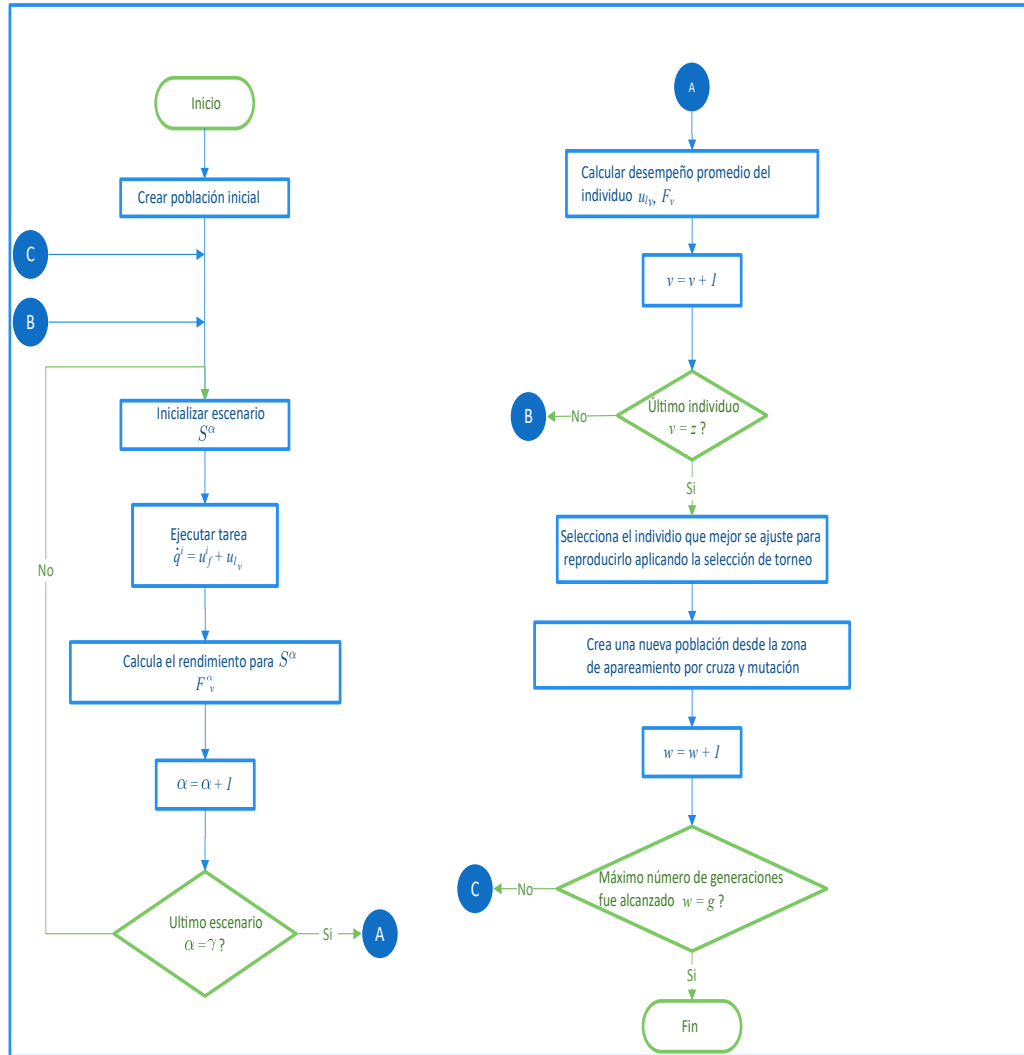 Inicio
Crear población inicial
C
B
Inicializar escenario
S^α
Ejecutar tarea
q̇^i = u_f^i + u_{l_v}
No
Calcula el rendimiento para S^α
F_v^α
α = α + 1
Ultimo escenario
α = γ ?
Si
A
A
Calcular desempeño promedio del
individuo u_{l_v}, F_v
v = v + 1
Último individuo
v = z ?
No
B
Si
Selecciona el individio que mejor se ajuste para
reproducirlo aplicando la selección de torneo
Crea una nueva población desde la zona
de apareamiento por cruza y mutación
w = w + 1
Máximo número de generaciones
fue alcanzado w = g ?
No
C
Si
Fin